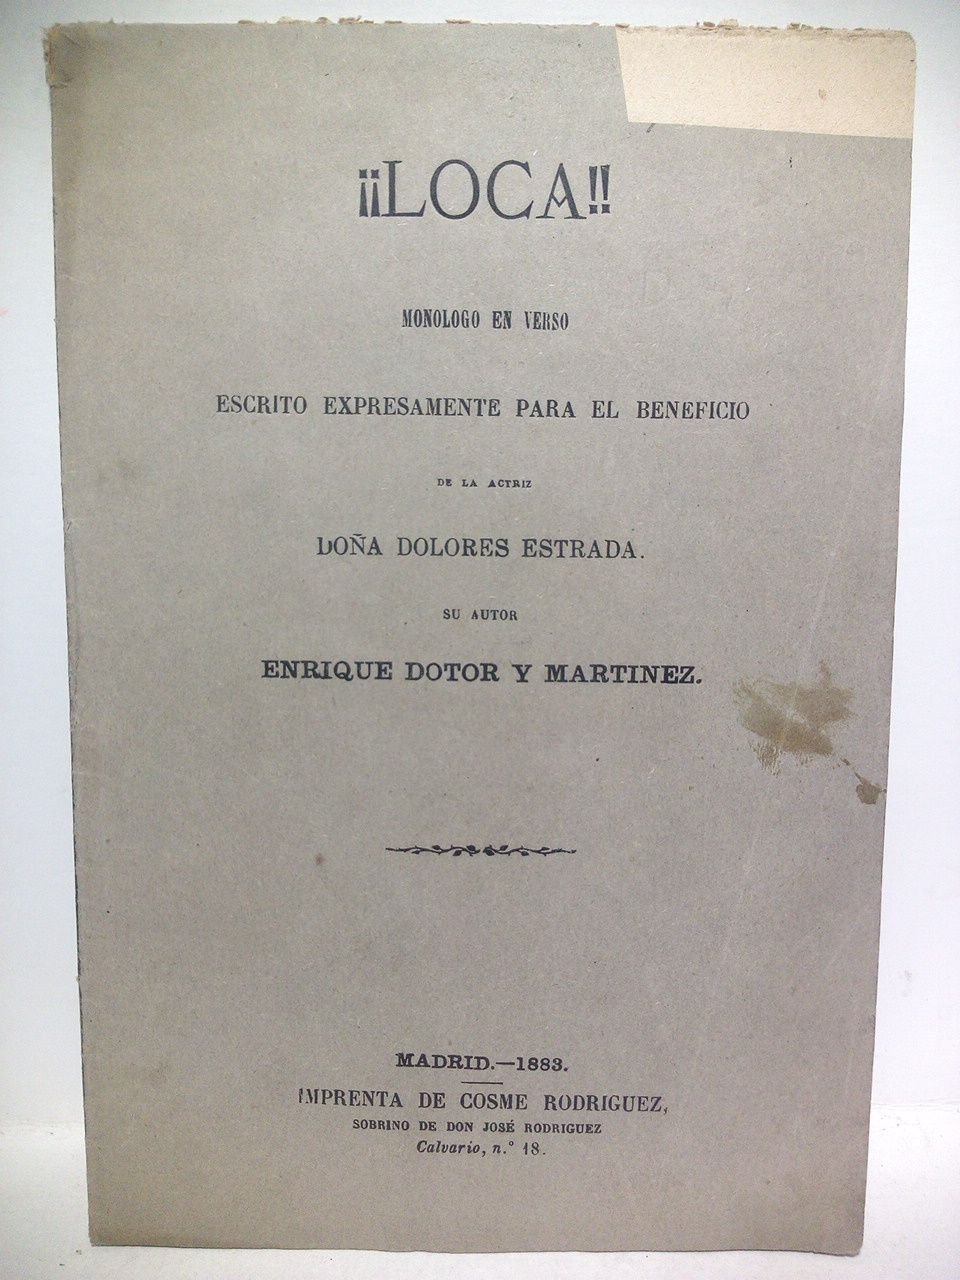 ¡¡LOCA!!
MONOLOGO EN VERSO
ESCRITO EXPRESAMENTE PARA EL BENEFICIO
DE LA ACTRIZ
DOÑA DOLORES ESTRADA.
SU AUTOR
ENRIQUE DOTOR Y MARTINEZ.
MADRID.—1883.
IMPRENTA DE COSME RODRIGUEZ,
SOBRINO DE DON JOSÉ RODRIGUEZ
Calvario, n.° 18.